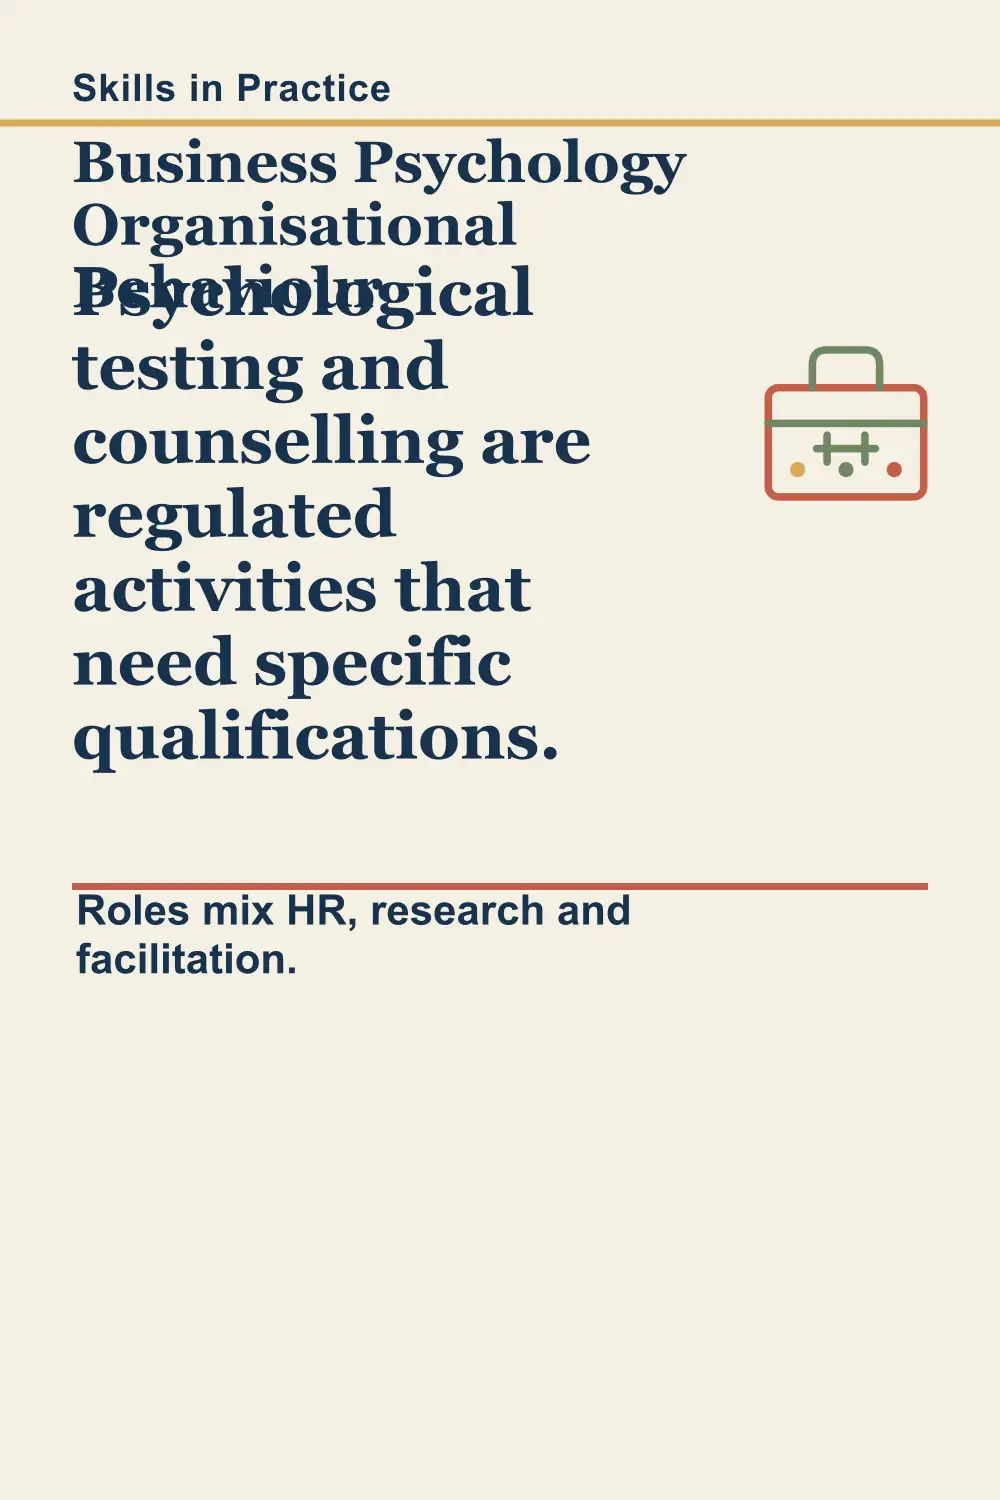 Skills in Practice
Business Psychology
Organisational
Behaviour
Psychological
testing and
counselling are
regulated
activities that
need specific
qualifications.
Roles mix HR, research and
facilitation.